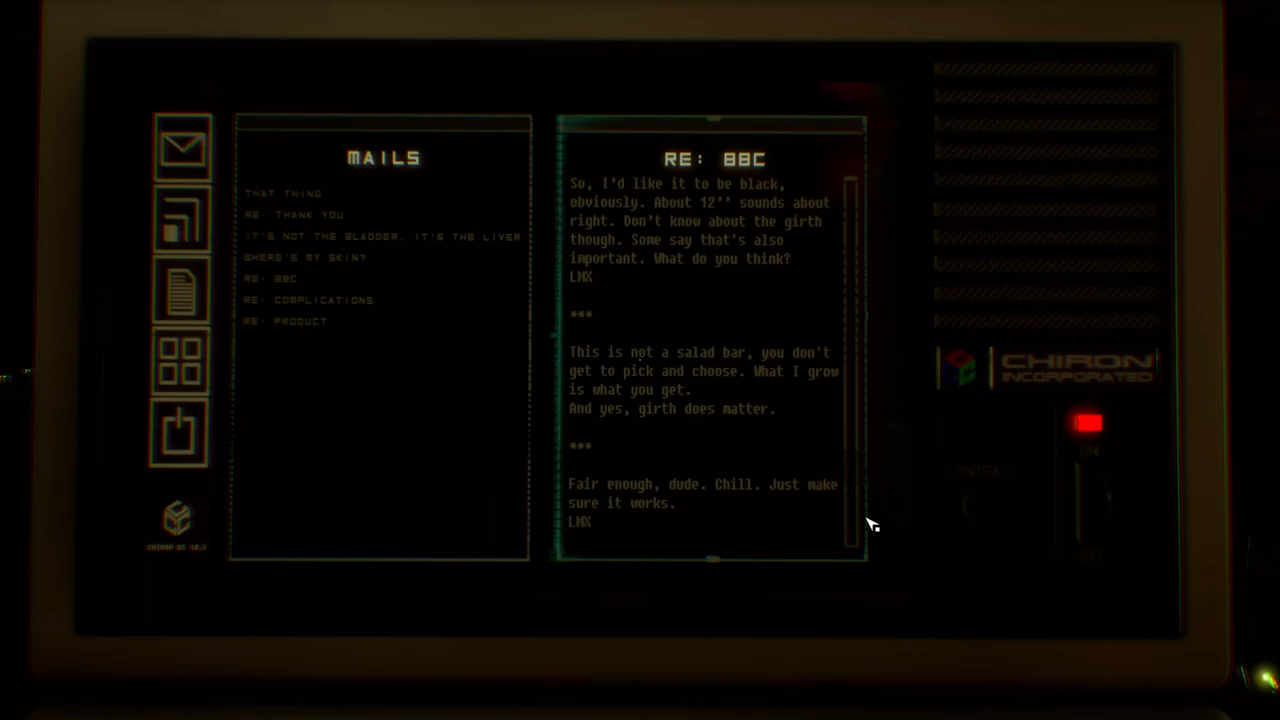 MAILS
THAT THING
RE: THANK YOU
IT'S NOT THE BLADDER, IT'S THE LIVER
WHERE'S MY SKIN?
RE: BBC
RE: COMPLICATIONS
RE: PRODUCT
RE: BBC
So, I'd like it to be black,
obviously. About 12'' sounds about
right. Don't know about the girth
though. Some say that's also
important. What do you think?
LMX
***
This is not a salad bar, you don't
get to pick and choose. What I grow
is what you get.
And yes, girth does matter.
***
Fair enough, dude. Chill. Just make
sure it works.
LMX
CHIRON
INCORPORATED
ON
CONTRAST
OFF